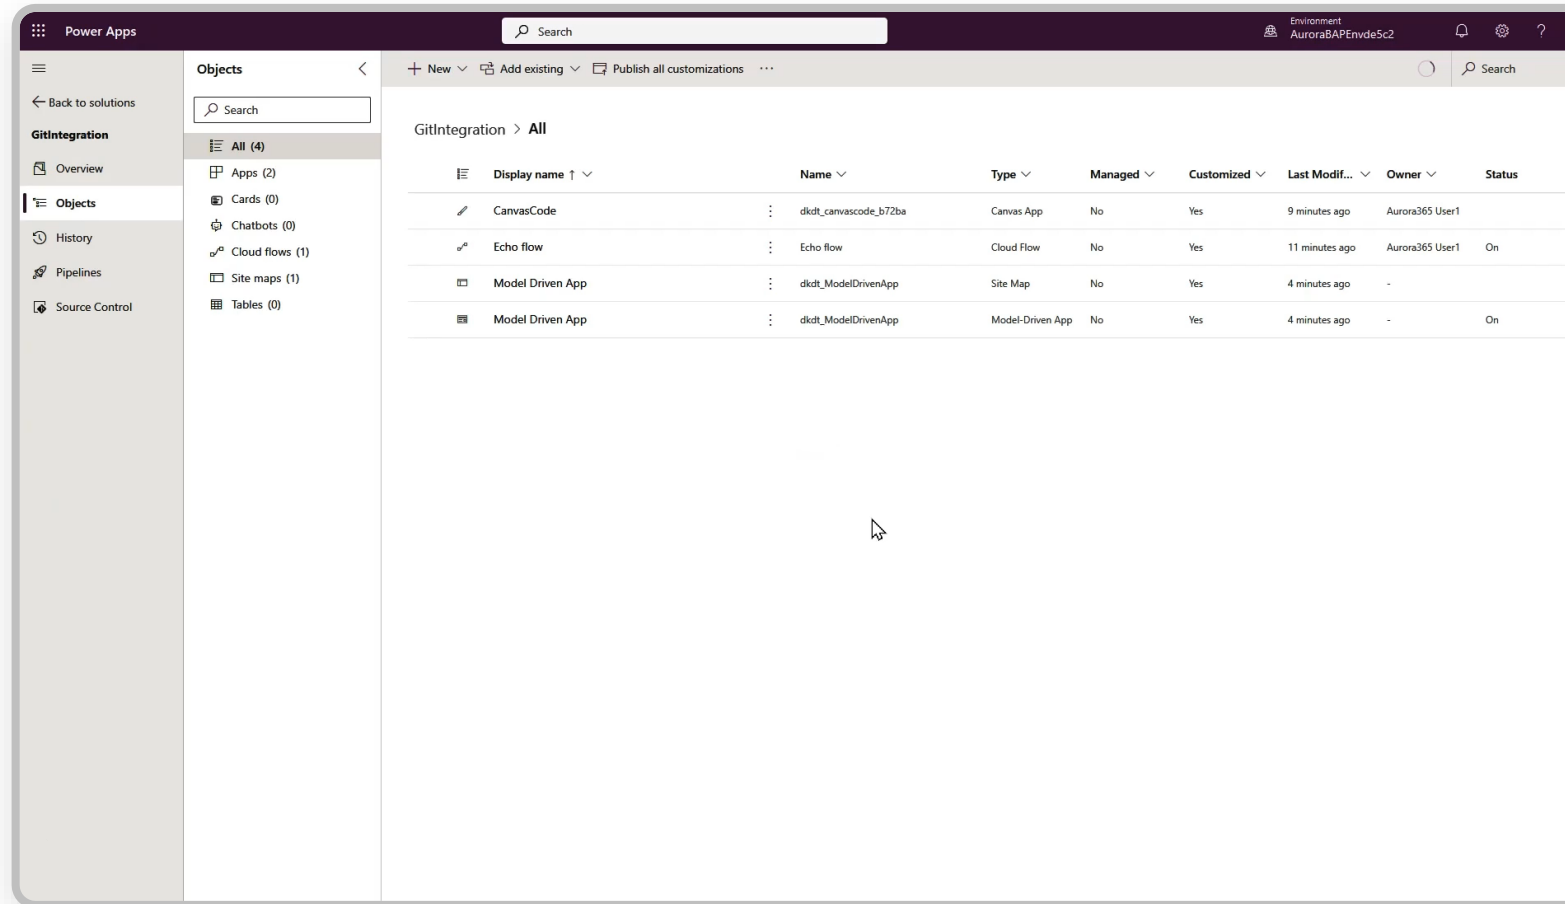 Power Apps
Search
Environment
AuroraBAPEnvde5c2
?
Back to solutions
GitIntegration
Overview
Objects
History
Pipelines
Source Control
Objects
Search
All (4)
Apps (2)
Cards (0)
Chatbots (0)
Cloud flows (1)
Site maps (1)
Tables (0)
New Add existing Publish all customizations ··· Search
GitIntegration > All
Display name ↑ Name Type Managed Customized Last Modif... Owner Status
CanvasCode dkdt_canvascode_b72ba Canvas App No Yes 9 minutes ago Aurora365 User1
Echo flow Echo flow Cloud Flow No Yes 11 minutes ago Aurora365 User1 On
Model Driven App dkdt_ModelDrivenApp Site Map No Yes 4 minutes ago -
Model Driven App dkdt_ModelDrivenApp Model-Driven App No Yes 4 minutes ago - On